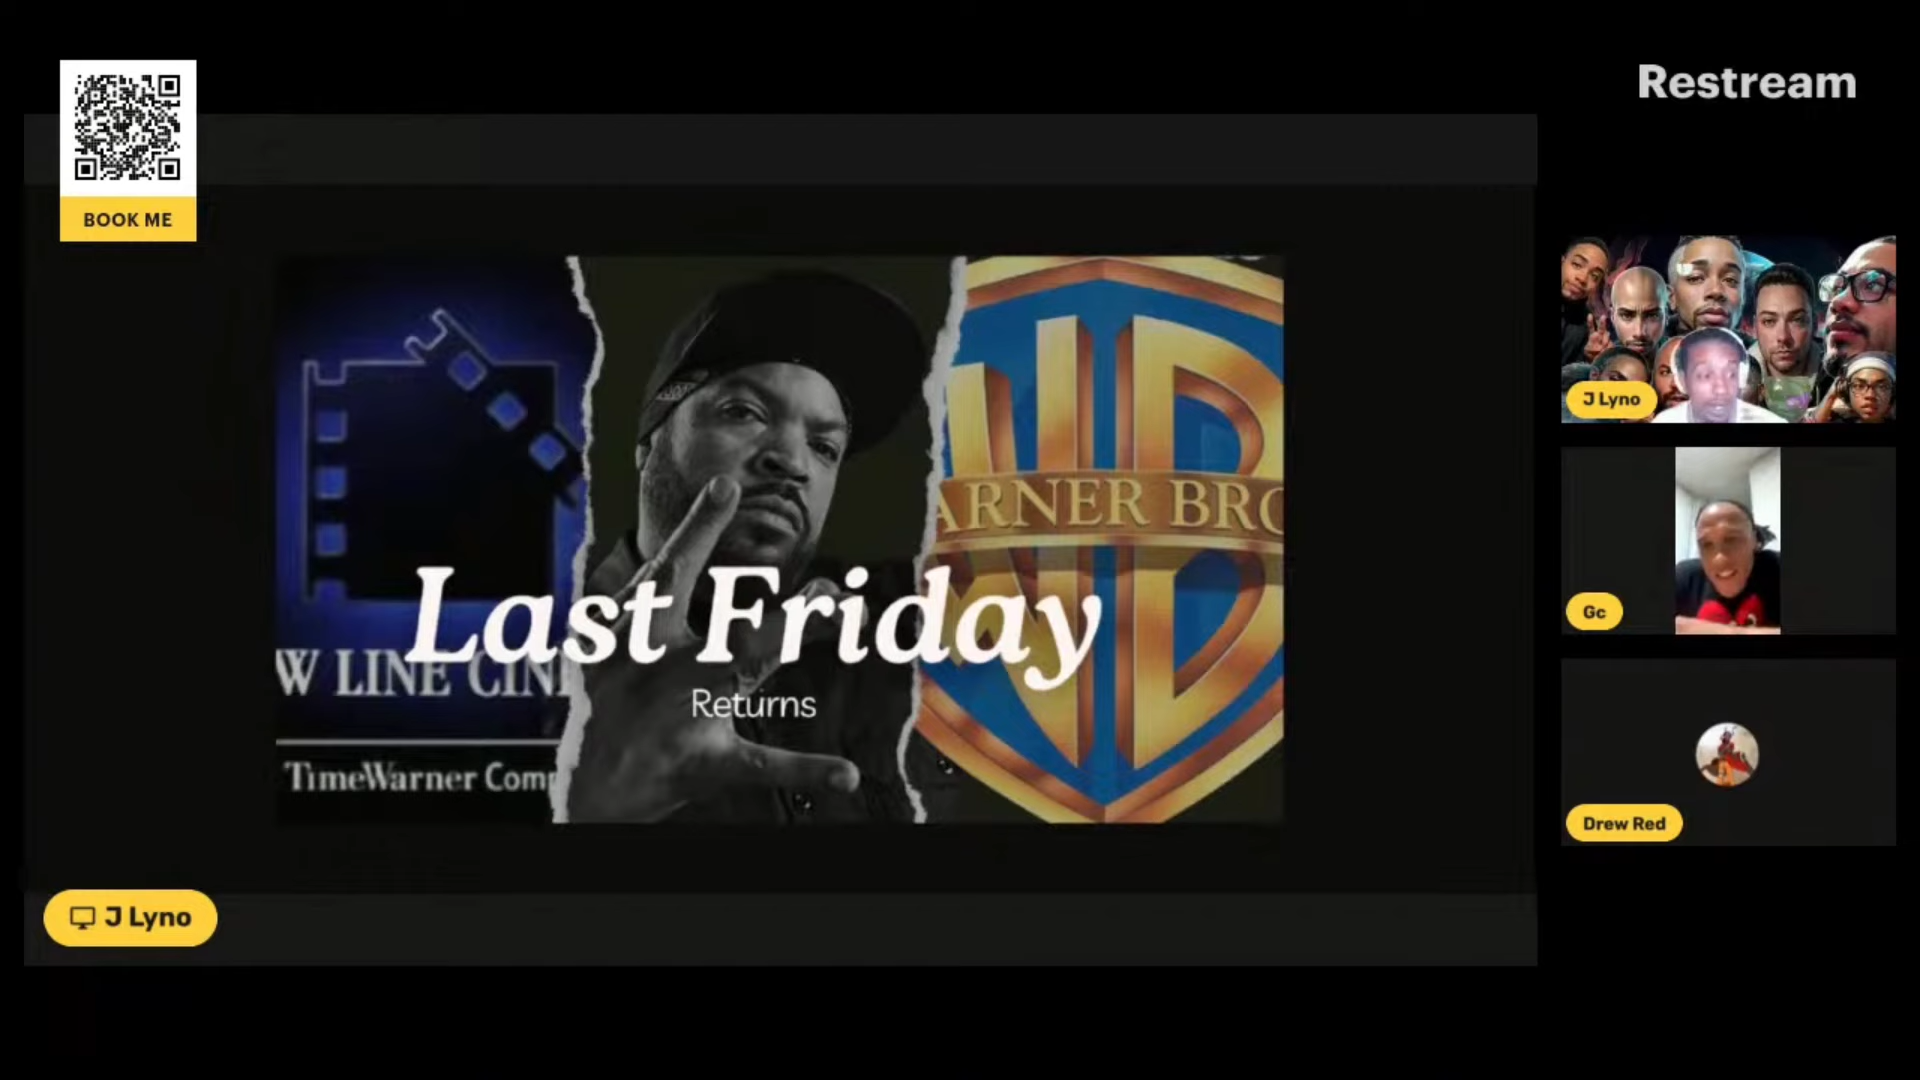 Restream
BOOK ME
ARNER BRO
Last Friday
W LINE CIN
Returns
TimeWarner Com
J Lyno
J Lyno
Gc
Drew Red